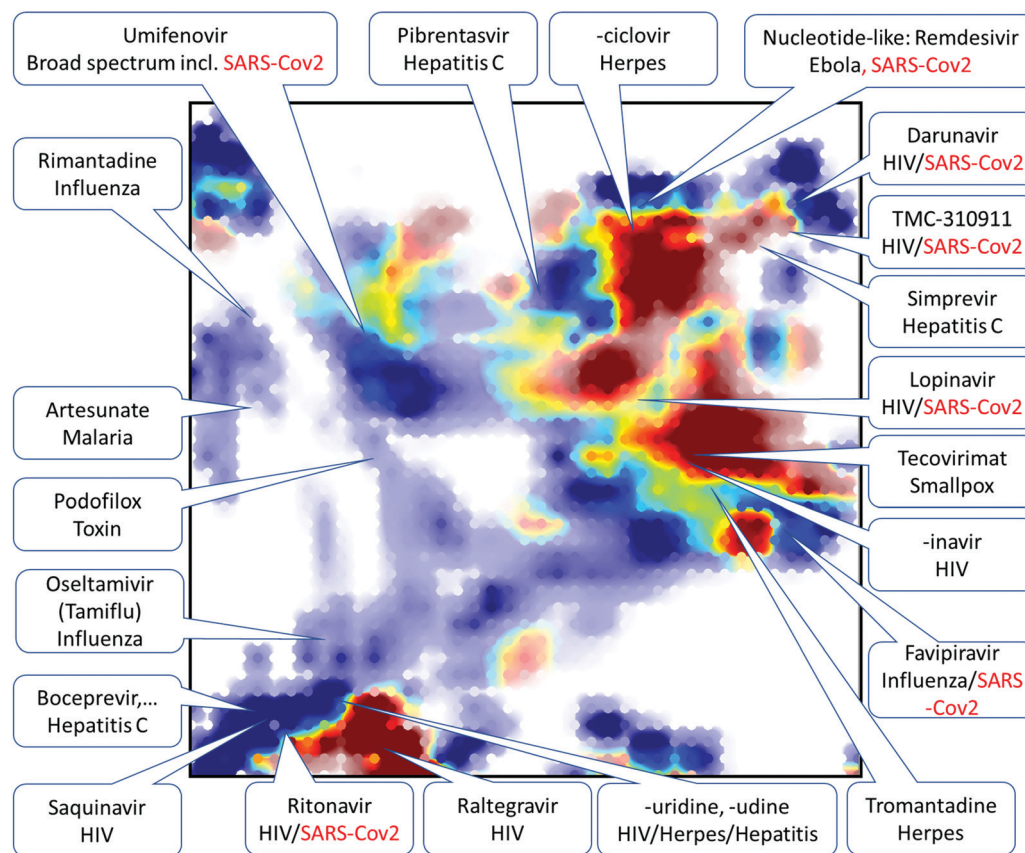 Umifenovir
Broad spectrum incl. SARS-Cov2
Pibrentasvir
Hepatitis C
-ciclovir
Herpes
Nucleotide-like: Remdesivir
Ebola, SARS-Cov2
Rimantadine
Influenza
Darunavir
HIV/SARS-Cov2
TMC-310911
HIV/SARS-Cov2
Simprevir
Hepatitis C
Artesunate
Malaria
Lopinavir
HIV/SARS-Cov2
Podofilox
Toxin
Tecovirimat
Smallpox
-inavir
HIV
Oseltamivir
(Tamiflu)
Influenza
Favipiravir
Influenza/SARS
-Cov2
Boceprevir,...
Hepatitis C
Saquinavir
HIV
Ritonavir
HIV/SARS-Cov2
Raltegravir
HIV
-uridine, -udine
HIV/Herpes/Hepatitis
Tromantadine
Herpes